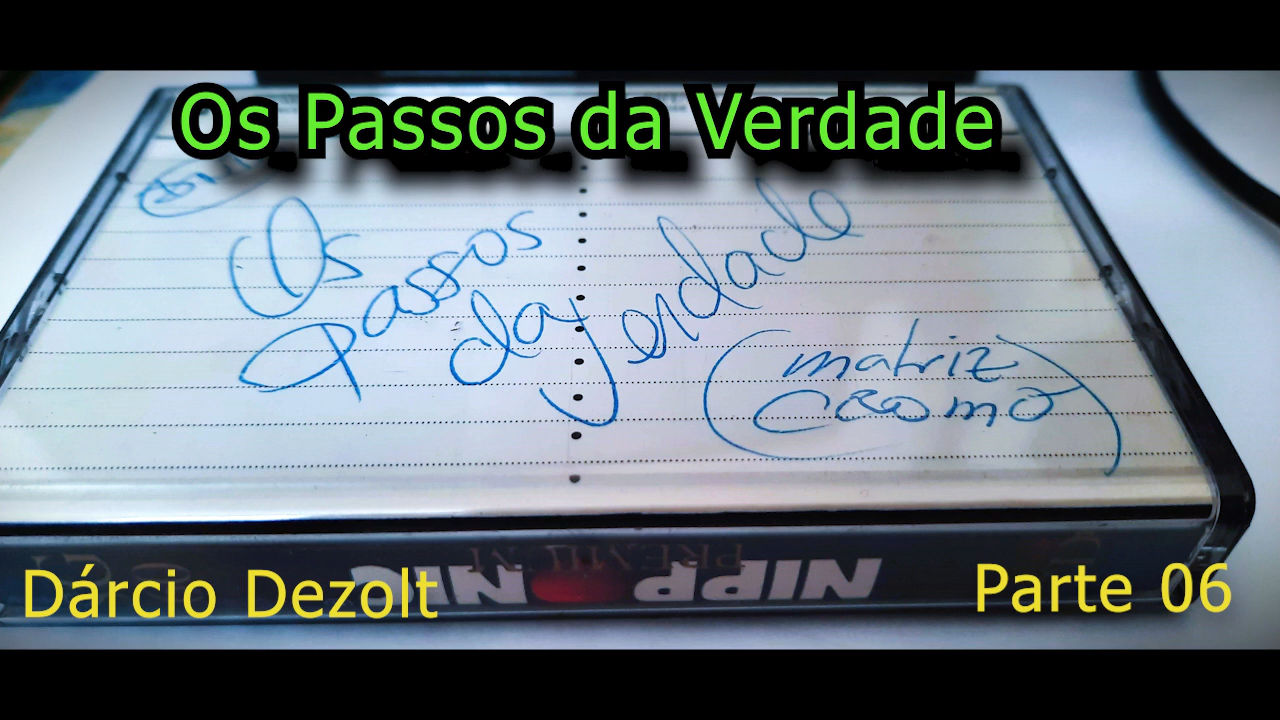 Os Passos da Verdade
Os
Passos
da Verdade
(matriz
CROMO)
PREMIUM
NIPPONIC
Dárcio Dezolt
Parte 06